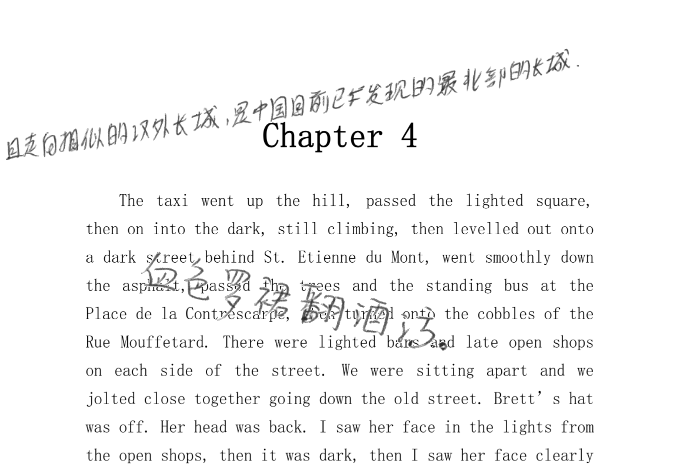 且走向相似的汉外长城,是中国目前已发现的最北部的长城.
Chapter 4
The taxi went up the hill, passed the lighted square,
then on into the dark, still climbing, then levelled out onto
a dark street behind St. Etienne du Mont, went smoothly down
the asphalt, passed the trees and the standing bus at the
血色罗裙翻酒污。
Place de la Contrescarpe, then turned onto the cobbles of the
Rue Mouffetard. There were lighted bars and late open shops
on each side of the street. We were sitting apart and we
jolted close together going down the old street. Brett’s hat
was off. Her head was back. I saw her face in the lights from
the open shops, then it was dark, then I saw her face clearly